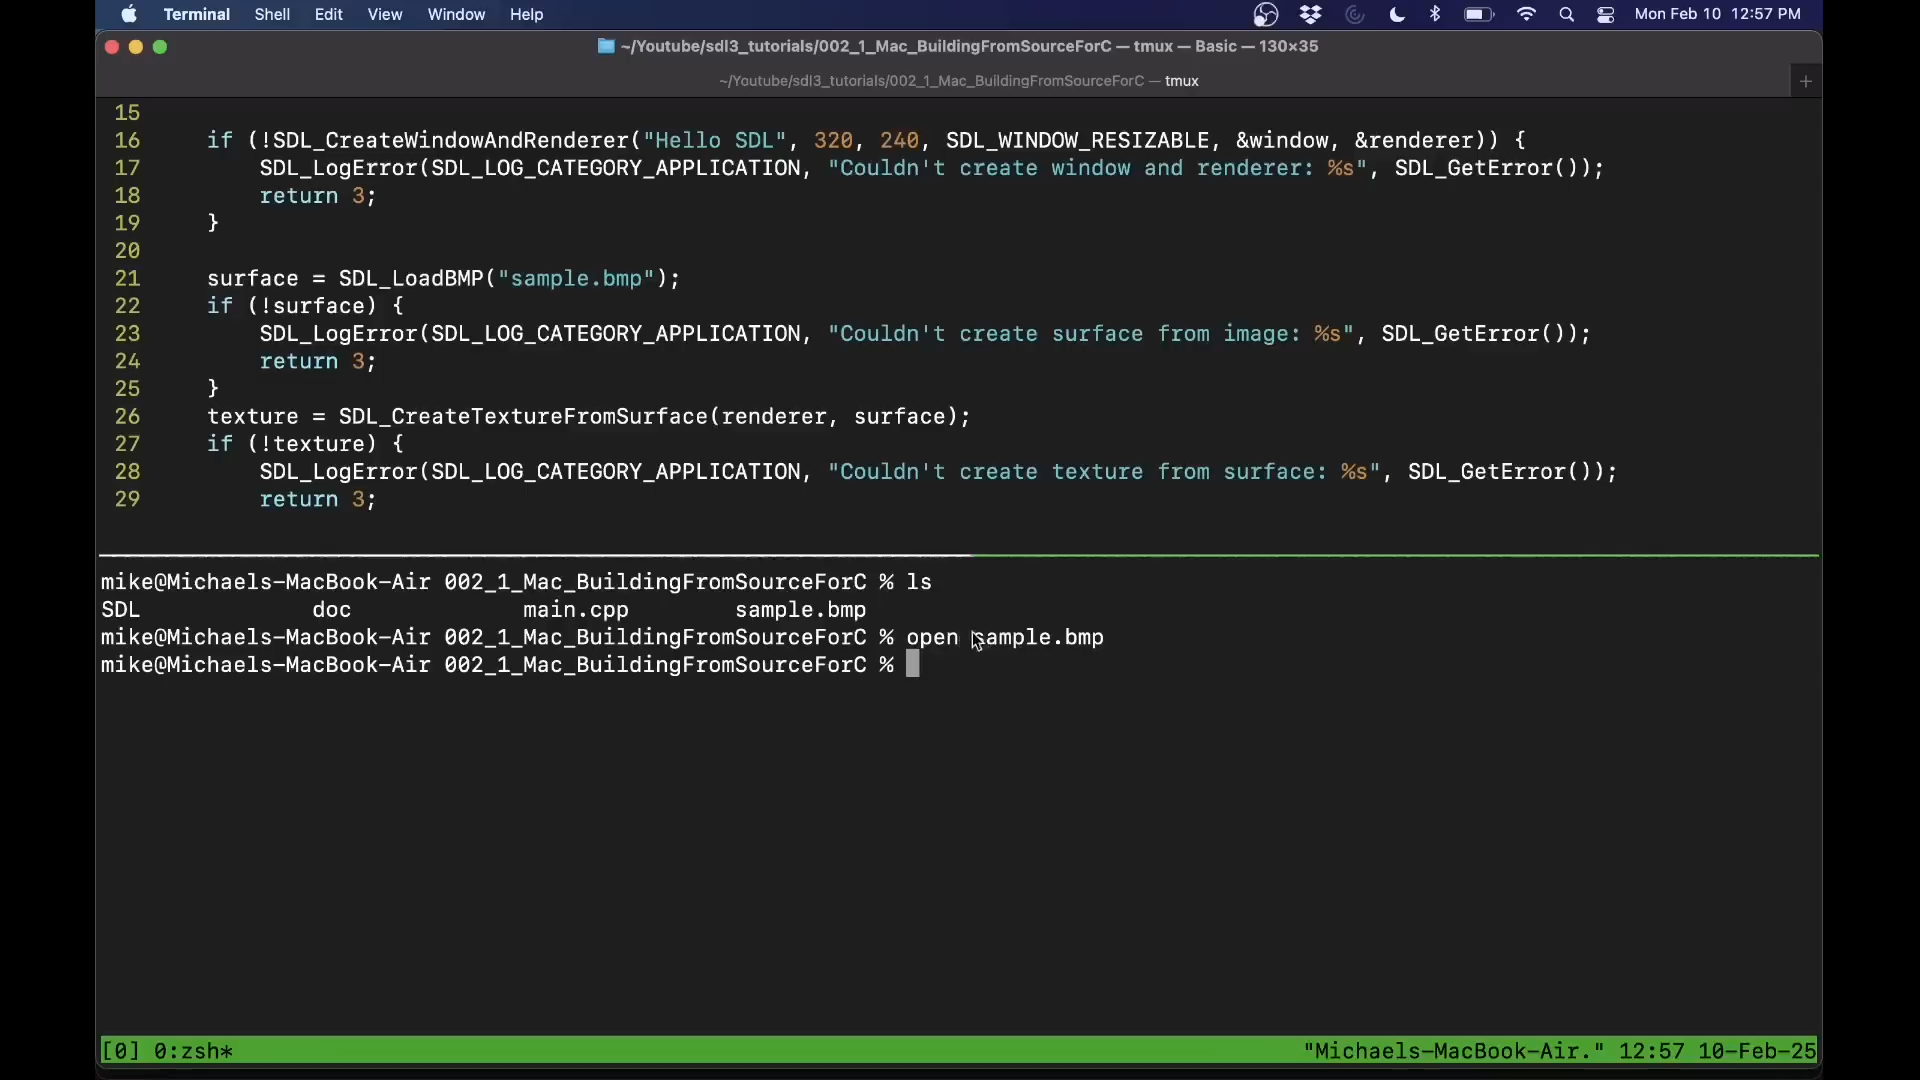 Terminal Shell Edit View Window Help Mon Feb 10 12:57 PM
~/Youtube/sdl3_tutorials/002_1_Mac_BuildingFromSourceForC — tmux — Basic — 130×35
~/Youtube/sdl3_tutorials/002_1_Mac_BuildingFromSourceForC — tmux +
15
16     if (!SDL_CreateWindowAndRenderer("Hello SDL", 320, 240, SDL_WINDOW_RESIZABLE, &window, &renderer)) {
17         SDL_LogError(SDL_LOG_CATEGORY_APPLICATION, "Couldn't create window and renderer: %s", SDL_GetError());
18         return 3;
19     }
20
21     surface = SDL_LoadBMP("sample.bmp");
22     if (!surface) {
23         SDL_LogError(SDL_LOG_CATEGORY_APPLICATION, "Couldn't create surface from image: %s", SDL_GetError());
24         return 3;
25     }
26     texture = SDL_CreateTextureFromSurface(renderer, surface);
27     if (!texture) {
28         SDL_LogError(SDL_LOG_CATEGORY_APPLICATION, "Couldn't create texture from surface: %s", SDL_GetError());
29         return 3;
mike@Michaels-MacBook-Air 002_1_Mac_BuildingFromSourceForC % ls
SDL             doc             main.cpp        sample.bmp
mike@Michaels-MacBook-Air 002_1_Mac_BuildingFromSourceForC % open sample.bmp
mike@Michaels-MacBook-Air 002_1_Mac_BuildingFromSourceForC %
[0] 0:zsh* "Michaels-MacBook-Air." 12:57 10-Feb-25